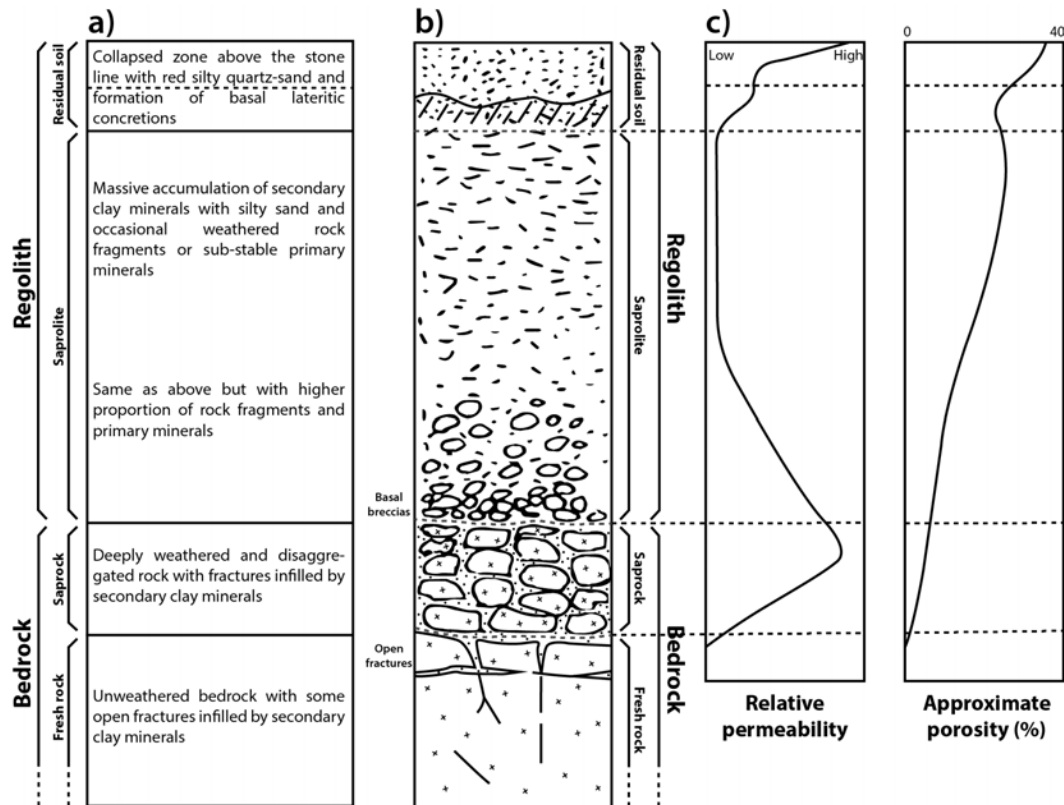 a)
Regolith
Residual soil
Collapsed zone above the stone
line with red silty quartz-sand and
formation of basal lateritic
concretions
Saprolite
Massive accumulation of secondary
clay minerals with silty sand and
occasional weathered rock
fragments or sub-stable primary
minerals
Same as above but with higher
proportion of rock fragments and
primary minerals
Bedrock
Saprock
Deeply weathered and disaggre-
gated rock with fractures infilled by
secondary clay minerals
Fresh rock
Unweathered bedrock with some
open fractures infilled by secondary
clay minerals
b)
Basal
breccias
Open
fractures
Residual soil
Saprolite
Regolith
Saprock
Fresh rock
Bedrock
c)
Low
High
Relative
permeability
0
40
Approximate
porosity (%)